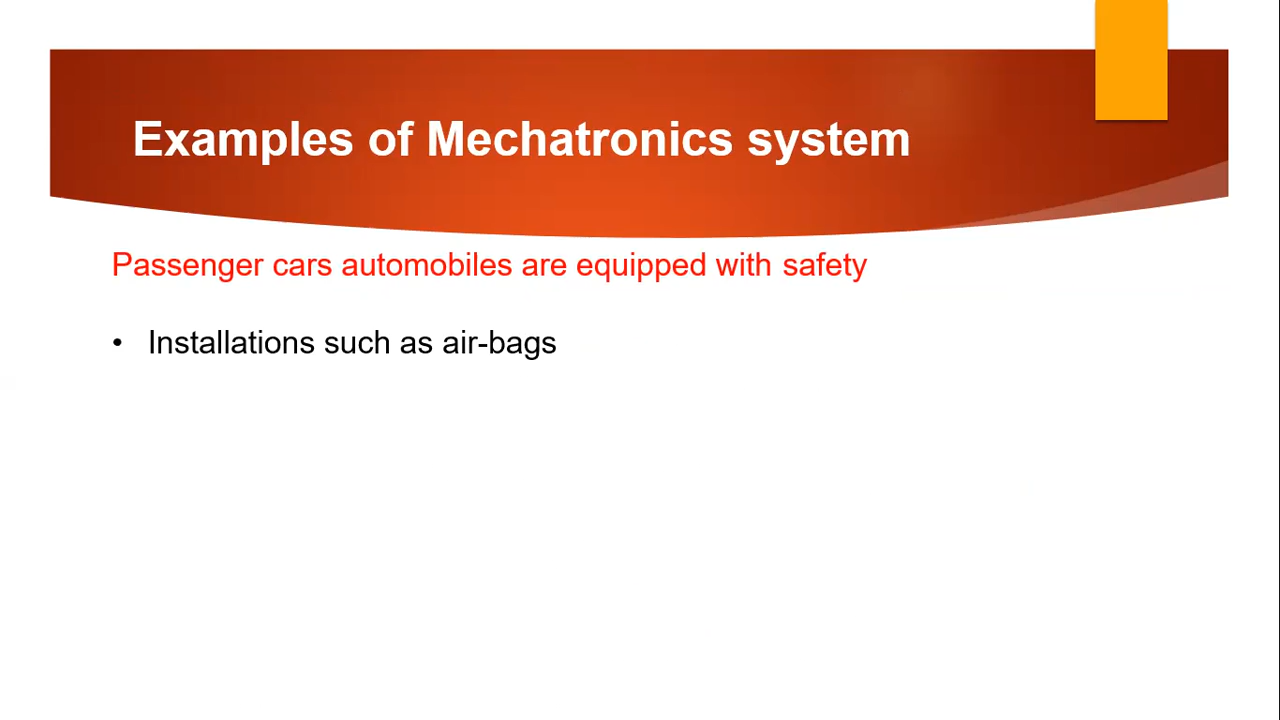 Examples of Mechatronics system
Passenger cars automobiles are equipped with safety
• Installations such as air-bags